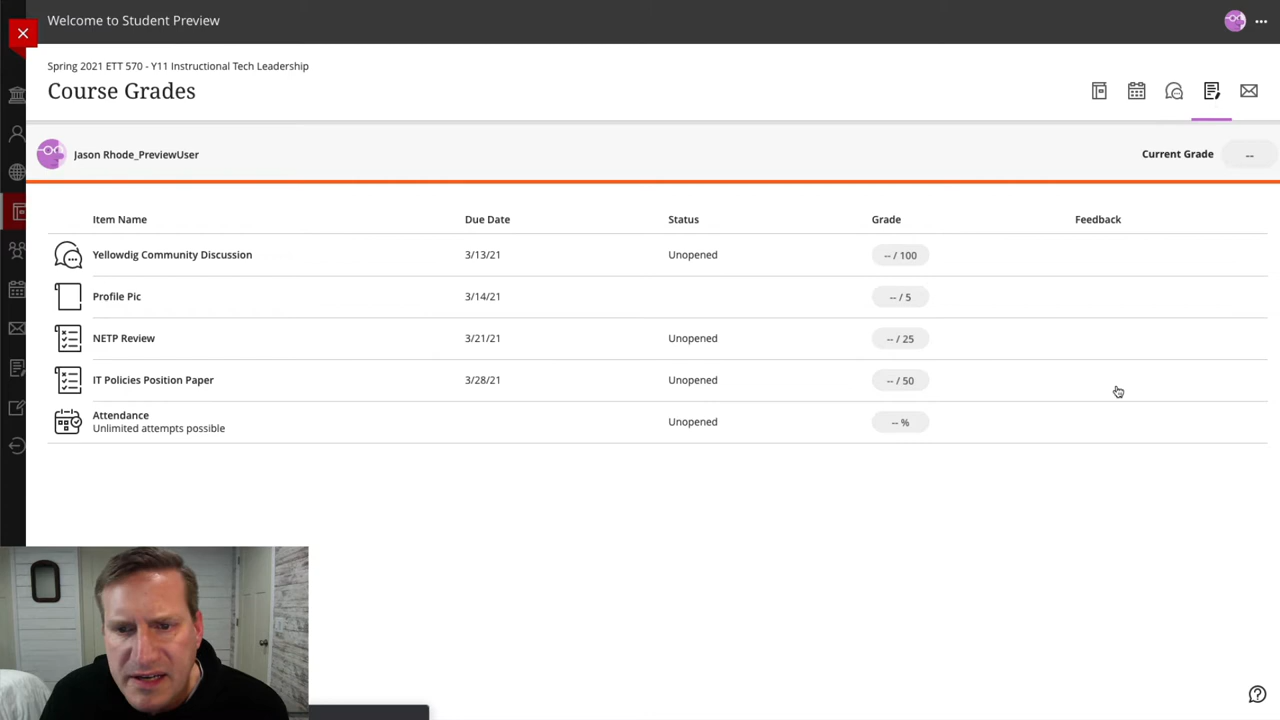 Welcome to Student Preview
Spring 2021 ETT 570 - Y11 Instructional Tech Leadership
Course Grades
Jason Rhode_PreviewUser
Current Grade
--
Item Name Due Date Status Grade Feedback
Yellowdig Community Discussion 3/13/21 Unopened -- / 100
Profile Pic 3/14/21 -- / 5
NETP Review 3/21/21 Unopened -- / 25
IT Policies Position Paper 3/28/21 Unopened -- / 50
Attendance
Unlimited attempts possible
Unopened -- %